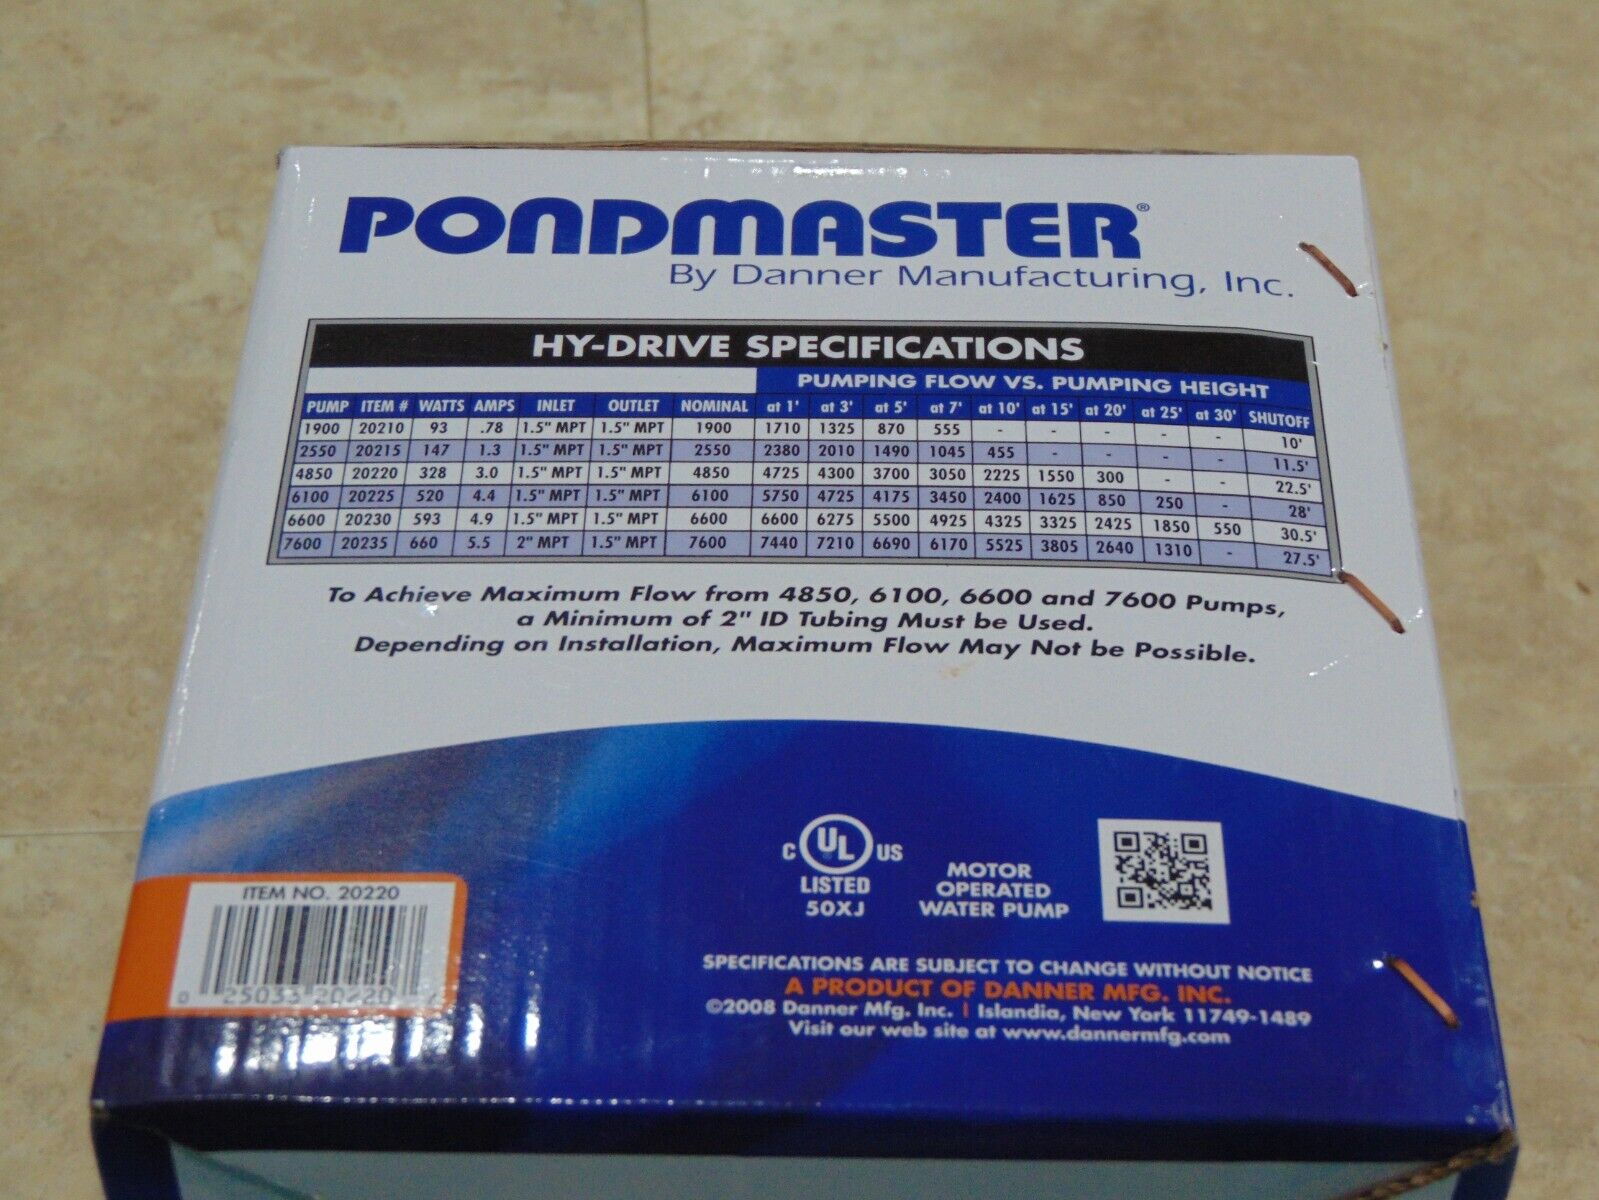 PONDMASTER®
By Danner Manufacturing, Inc.
HY-DRIVE SPECIFICATIONS
PUMPING FLOW VS. PUMPING HEIGHT
PUMP ITEM # WATTS AMPS INLET OUTLET NOMINAL at 1' at 3' at 5' at 7' at 10' at 15' at 20' at 25' at 30' SHUTOFF
1900 20210 93 .78 1.5" MPT 1.5" MPT 1900 1710 1325 870 555 - - - - - 10'
2550 20215 147 1.3 1.5" MPT 1.5" MPT 2550 2380 2010 1490 1045 455 - - - - 11.5'
4850 20220 328 3.0 1.5" MPT 1.5" MPT 4850 4725 4300 3700 3050 2225 1550 300 - - 22.5'
6100 20225 520 4.4 1.5" MPT 1.5" MPT 6100 5750 4725 4175 3450 2400 1625 850 250 - 28'
6600 20230 593 4.9 1.5" MPT 1.5" MPT 6600 6600 6275 5500 4925 4325 3325 2425 1850 550 30.5'
7600 20235 660 5.5 2" MPT 1.5" MPT 7600 7440 7210 6690 6170 5525 3805 2640 1310 - 27.5'
To Achieve Maximum Flow from 4850, 6100, 6600 and 7600 Pumps,
a Minimum of 2" ID Tubing Must be Used.
Depending on Installation, Maximum Flow May Not be Possible.
C UL US
LISTED
50XJ
MOTOR
OPERATED
WATER PUMP
ITEM NO. 20220
0 25033 20220
SPECIFICATIONS ARE SUBJECT TO CHANGE WITHOUT NOTICE
A PRODUCT OF DANNER MFG. INC.
©2008 Danner Mfg. Inc. | Islandia, New York 11749-1489
Visit our web site at www.dannermfg.com